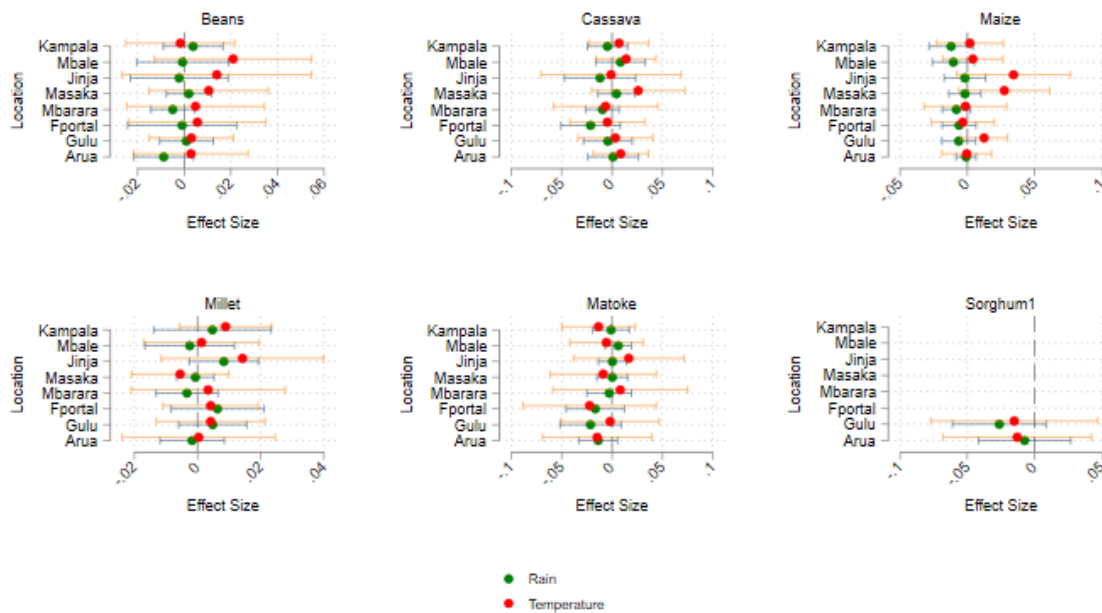 Beans
Location
Kampala
Mbale
Jinja
Masaka
Mbarara
Fportal
Gulu
Arua
-.02 0 .02 .04 .06
Effect Size
Cassava
Location
Kampala
Mbale
Jinja
Masaka
Mbarara
Fportal
Gulu
Arua
-.1 -.05 0 .05 .1
Effect Size
Maize
Location
Kampala
Mbale
Jinja
Masaka
Mbarara
Fportal
Gulu
Arua
-.05 0 .05 .1
Effect Size
Millet
Location
Kampala
Mbale
Jinja
Masaka
Mbarara
Fportal
Gulu
Arua
-.02 0 .02 .04
Effect Size
Matoke
Location
Kampala
Mbale
Jinja
Masaka
Mbarara
Fportal
Gulu
Arua
-.1 -.05 0 .05 .1
Effect Size
Sorghum1
Location
Kampala
Mbale
Jinja
Masaka
Mbarara
Fportal
Gulu
Arua
-.1 -.05 0 .05
Effect Size
Rain
Temperature